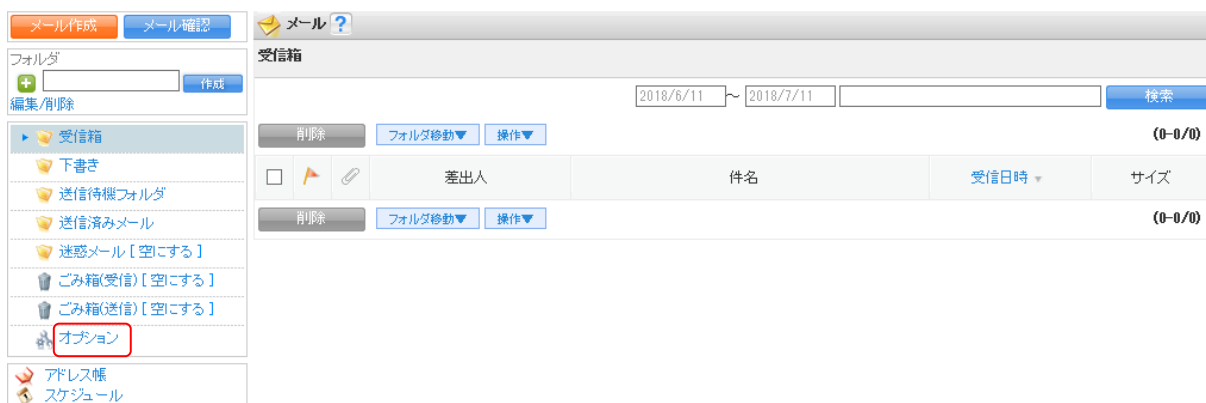 メール作成 メール確認
フォルダ
作成
編集/削除
受信箱
下書き
送信待機フォルダ
送信済みメール
迷惑メール [ 空にする ]
ごみ箱(受信) [ 空にする ]
ごみ箱(送信) [ 空にする ]
オプション
アドレス帳
スケジュール
メール ?
受信箱
2018/6/11 ～ 2018/7/11 検索
削除 フォルダ移動▼ 操作▼ (0-0/0)
差出人 件名 受信日時 ▼ サイズ
削除 フォルダ移動▼ 操作▼ (0-0/0)